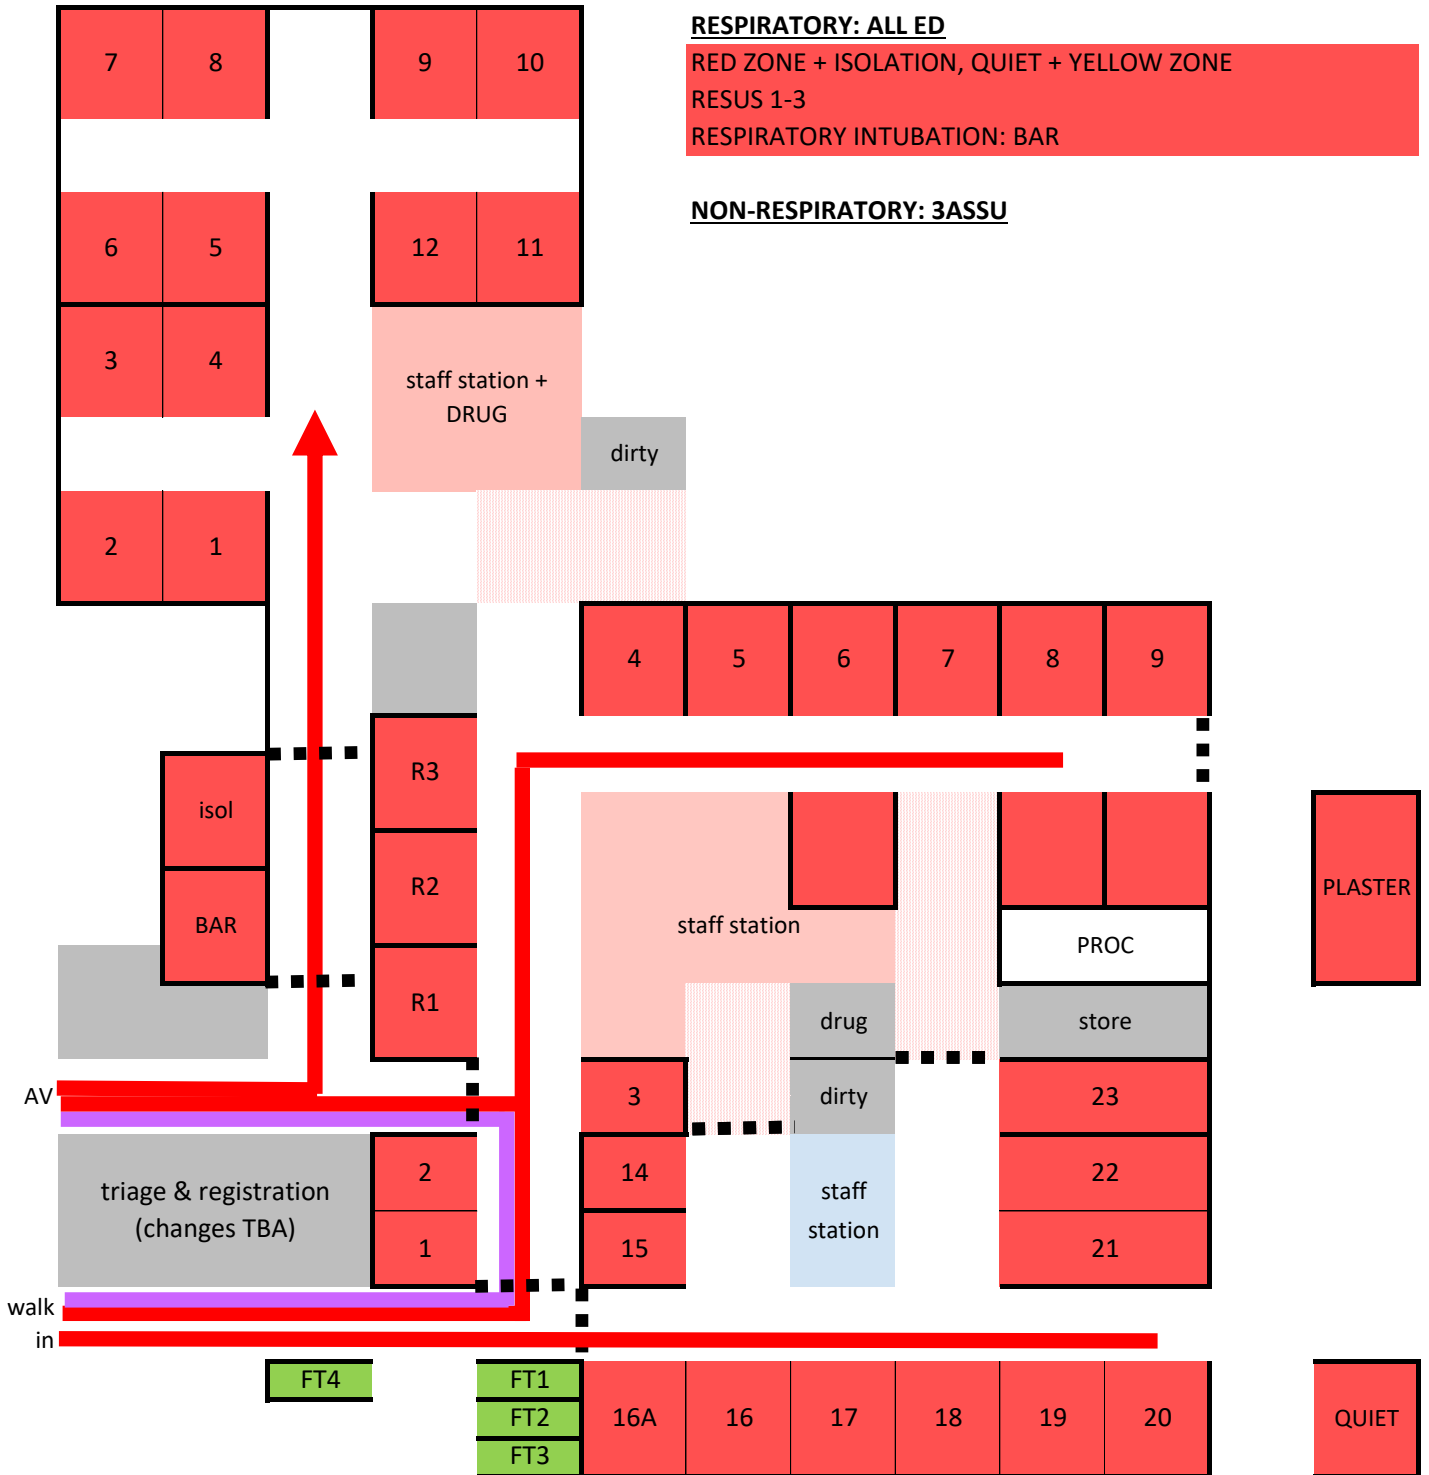 RESPIRATORY: ALL ED
RED ZONE + ISOLATION, QUIET + YELLOW ZONE
RESUS 1-3
RESPIRATORY INTUBATION: BAR
NON-RESPIRATORY: 3ASSU
7 8 9 10
6 5 12 11
3 4
staff station +
DRUG
dirty
2 1
4 5 6 7 8 9
R3
isol
R2
BAR
R1
staff station
PROC
PLASTER
drug
store
AV
3
dirty
23
triage & registration
(changes TBA)
2
14
staff
station
22
1
15
21
walk
in
FT4
FT1
FT2
FT3
16A 16 17 18 19 20
QUIET